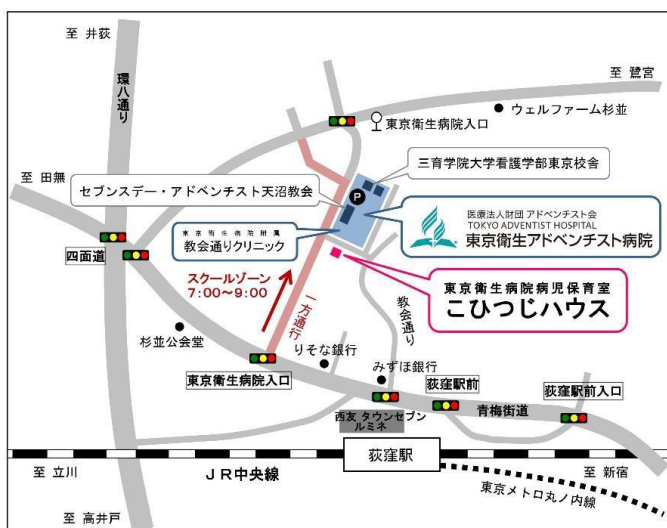 至 井荻
環八通り
至 鷺宮
ウェルファーム杉並
東京衛生病院入口
至 田無
三育学院大学看護学部東京校舎
セブンスデー・アドベンチスト天沼教会
P
東京衛生病院附属
教会通りクリニック
医療法人財団 アドベンチスト会
TOKYO ADVENTIST HOSPITAL
東京衛生アドベンチスト病院
四面道
スクールゾーン
7:00〜9:00
一方通行
東京衛生病院病児保育室
こひつじハウス
教会通り
杉並公会堂
りそな銀行
みずほ銀行
東京衛生病院入口
荻窪駅前
荻窪駅前入口
青梅街道
西友 タウンセブン
ルミネ
荻窪駅
至 立川
JR中央線
至 新宿
東京メトロ丸ノ内線
至 高井戸